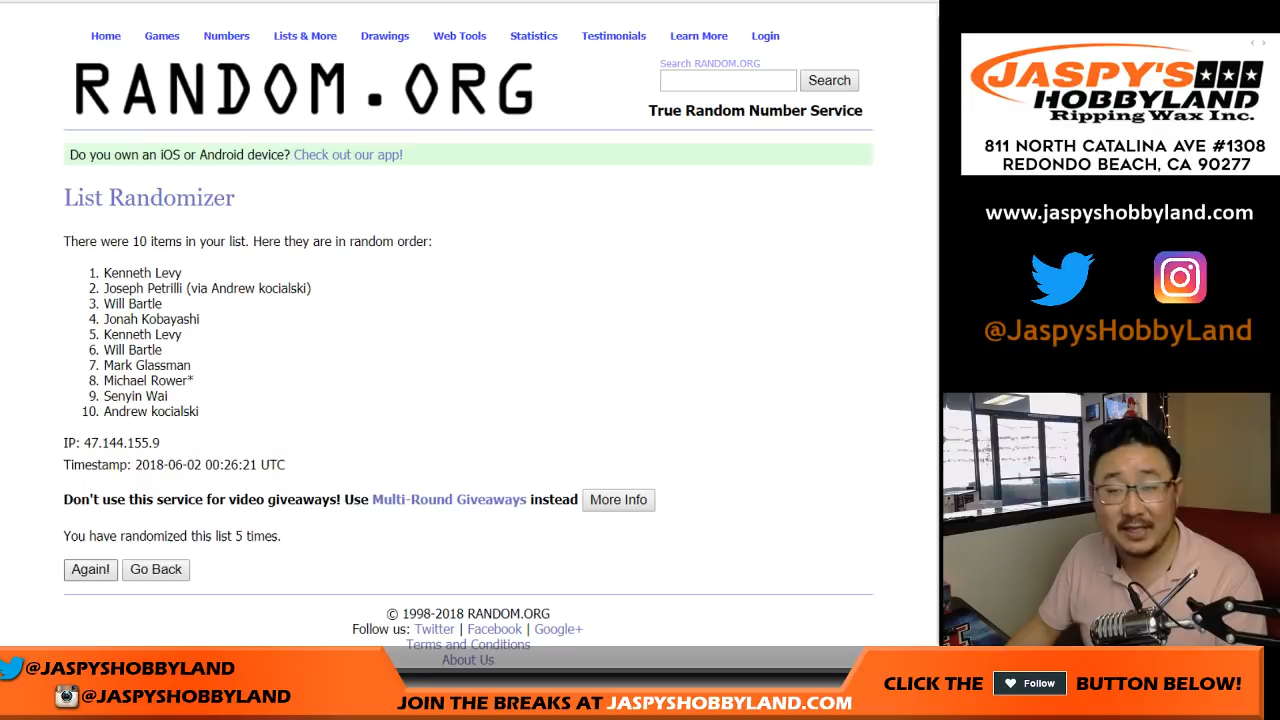 Home Games Numbers Lists & More Drawings Web Tools Statistics Testimonials Learn More Login
RANDOM.ORG
Search RANDOM.ORG
Search
True Random Number Service
Do you own an iOS or Android device? Check out our app!
List Randomizer
There were 10 items in your list. Here they are in random order:
1. Kenneth Levy
2. Joseph Petrilli (via Andrew kocialski)
3. Will Bartle
4. Jonah Kobayashi
5. Kenneth Levy
6. Will Bartle
7. Mark Glassman
8. Michael Rower*
9. Senyin Wai
10. Andrew kocialski
IP: 47.144.155.9
Timestamp: 2018-06-02 00:26:21 UTC
Don't use this service for video giveaways! Use Multi-Round Giveaways instead More Info
You have randomized this list 5 times.
Again! Go Back
© 1998-2018 RANDOM.ORG
Follow us: Twitter | Facebook | Google+
Terms and Conditions
About Us
JASPY'S
HOBBYLAND
Ripping Wax Inc.
811 NORTH CATALINA AVE #1308
REDONDO BEACH, CA 90277
www.jaspyshobbyland.com
@JaspysHobbyLand
@JASPYSHOBBYLAND
@JASPYSHOBBYLAND
JOIN THE BREAKS AT JASPYSHOBBYLAND.COM
CLICK THE Follow BUTTON BELOW!